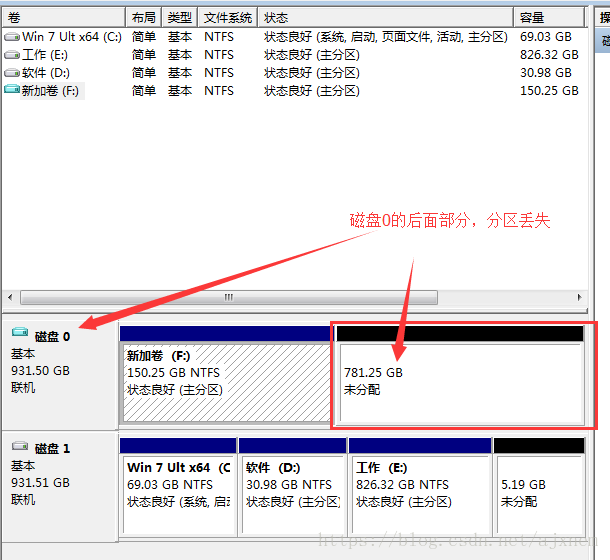 卷 布局 类型 文件系统 状态 容量 操
Win 7 Ult x64 (C:) 简单 基本 NTFS 状态良好 (系统, 启动, 页面文件, 活动, 主分区) 69.03 GB
工作 (E:) 简单 基本 NTFS 状态良好 (主分区) 826.32 GB
软件 (D:) 简单 基本 NTFS 状态良好 (主分区) 30.98 GB
新加卷 (F:) 简单 基本 NTFS 状态良好 (主分区) 150.25 GB
磁盘0的后面部分，分区丢失
磁盘 0
基本
931.50 GB
联机
新加卷 (F:)
150.25 GB NTFS
状态良好 (主分区)
781.25 GB
未分配
磁盘 1
基本
931.51 GB
联机
Win 7 Ult x64 (C
69.03 GB NTFS
状态良好 (系统, 启动
软件 (D:)
30.98 GB NTFS
状态良好 (主分区)
工作 (E:)
826.32 GB NTFS
状态良好 (主分区)
5.19 GB
未分配